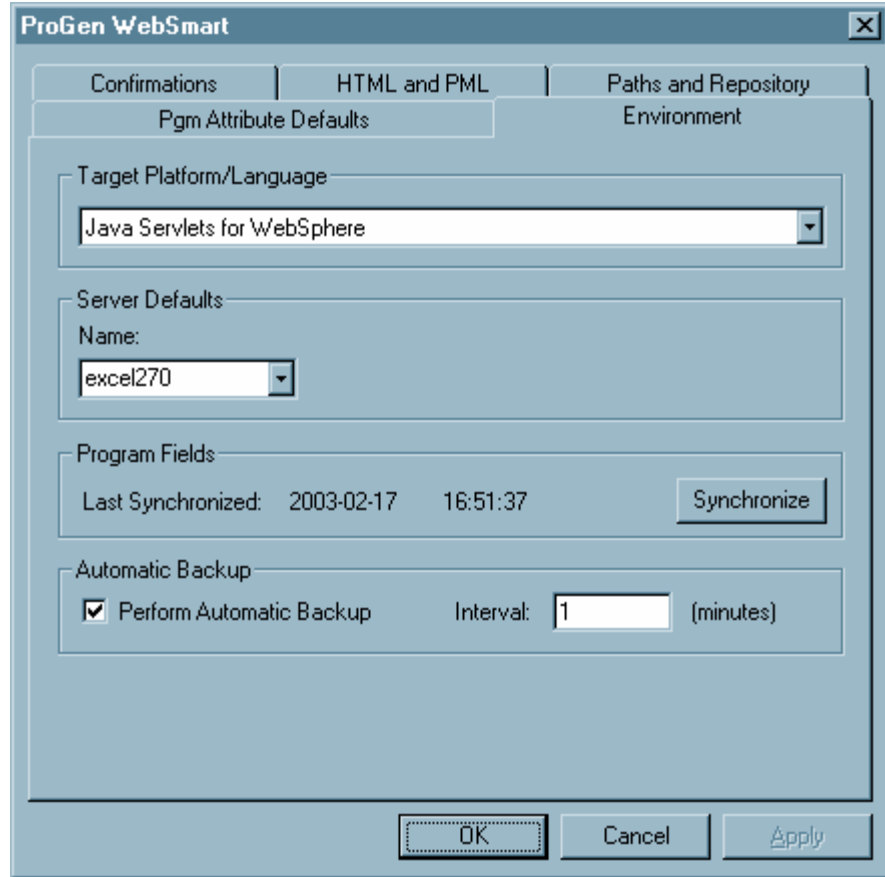 ProGen WebSmart
Confirmations HTML and PML Paths and Repository
Pgm Attribute Defaults Environment
Target Platform/Language
Java Servlets for WebSphere
Server Defaults
Name:
excel270
Program Fields
Last Synchronized: 2003-02-17 16:51:37 Synchronize
Automatic Backup
Perform Automatic Backup Interval: 1 (minutes)
OK Cancel Apply